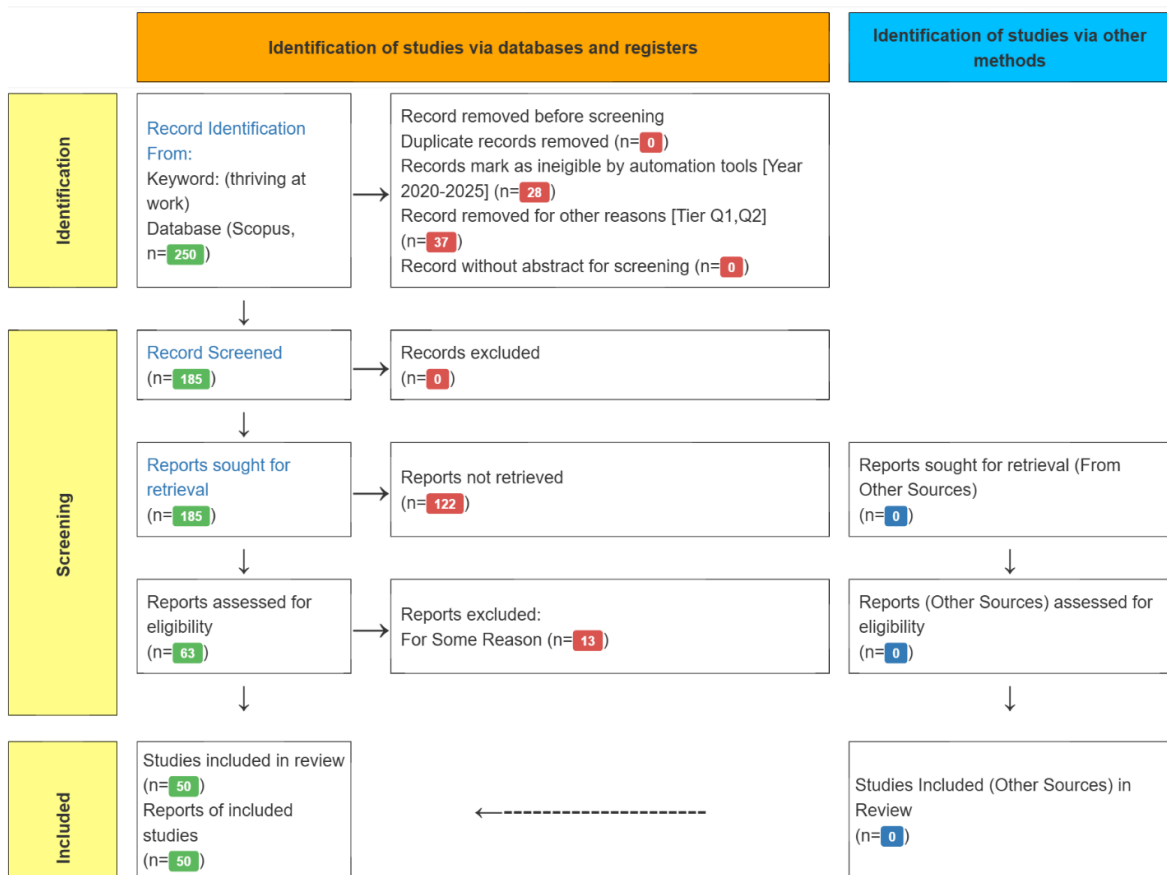 Identification of studies via databases and registers
Identification of studies via other
methods
Identification
Record Identification
From:
Keyword: (thriving at
work)
Database (Scopus,
n= 250 )
Record removed before screening
Duplicate records removed (n= 0 )
Records mark as ineigible by automation tools [Year
2020-2025] (n= 28 )
Record removed for other reasons [Tier Q1,Q2]
(n= 37 )
Record without abstract for screening (n= 0 )
Screening
Record Screened
(n= 185 )
Records excluded
(n= 0 )
Reports sought for
retrieval
(n= 185 )
Reports not retrieved
(n= 122 )
Reports sought for retrieval (From
Other Sources)
(n= 0 )
Reports assessed for
eligibility
(n= 63 )
Reports excluded:
For Some Reason (n= 13 )
Reports (Other Sources) assessed for
eligibility
(n= 0 )
Included
Studies included in review
(n= 50 )
Reports of included
studies
(n= 50 )
Studies Included (Other Sources) in
Review
(n= 0 )